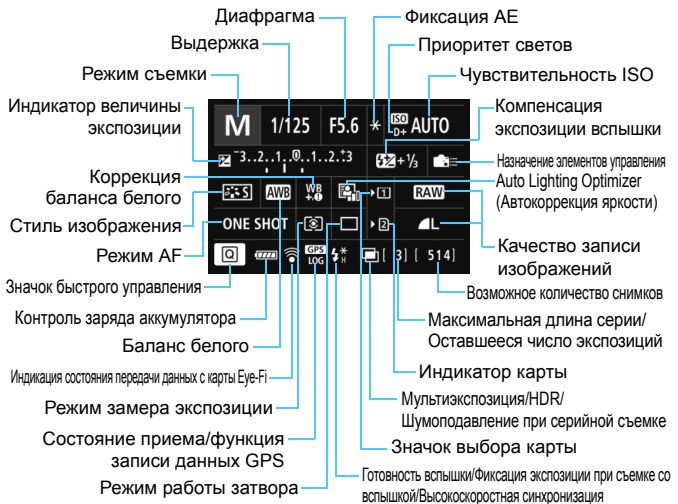 Диафрагма
Фиксация AE
Выдержка
Приоритет светов
Режим съемки
Чувствительность ISO
Индикатор величины
экспозиции
Компенсация
экспозиции вспышки
M 1/125 F5.6 * ISO D+ AUTO
-3..2..1..0..1..2..+3
+1/3
Назначение элементов управления
Коррекция
баланса белого
S AWB WB +,0 1 RAW
Auto Lighting Optimizer
(Автокоррекция яркости)
Стиль изображения
ONE SHOT 2 L
Режим AF
Качество записи
изображений
Q GPS LOG H [ 3] [ 514]
Значок быстрого управления
Возможное количество снимков
Контроль заряда аккумулятора
Максимальная длина серии/
Оставшееся число экспозиций
Баланс белого
Индикатор карты
Индикация состояния передачи данных с карты Eye-Fi
Режим замера экспозиции
Мультиэкспозиция/HDR/
Шумоподавление при серийной съемке
Состояние приема/функция
записи данных GPS
Значок выбора карты
Режим работы затвора
Готовность вспышки/Фиксация экспозиции при съемке со
вспышкой/Высокоскоростная синхронизация